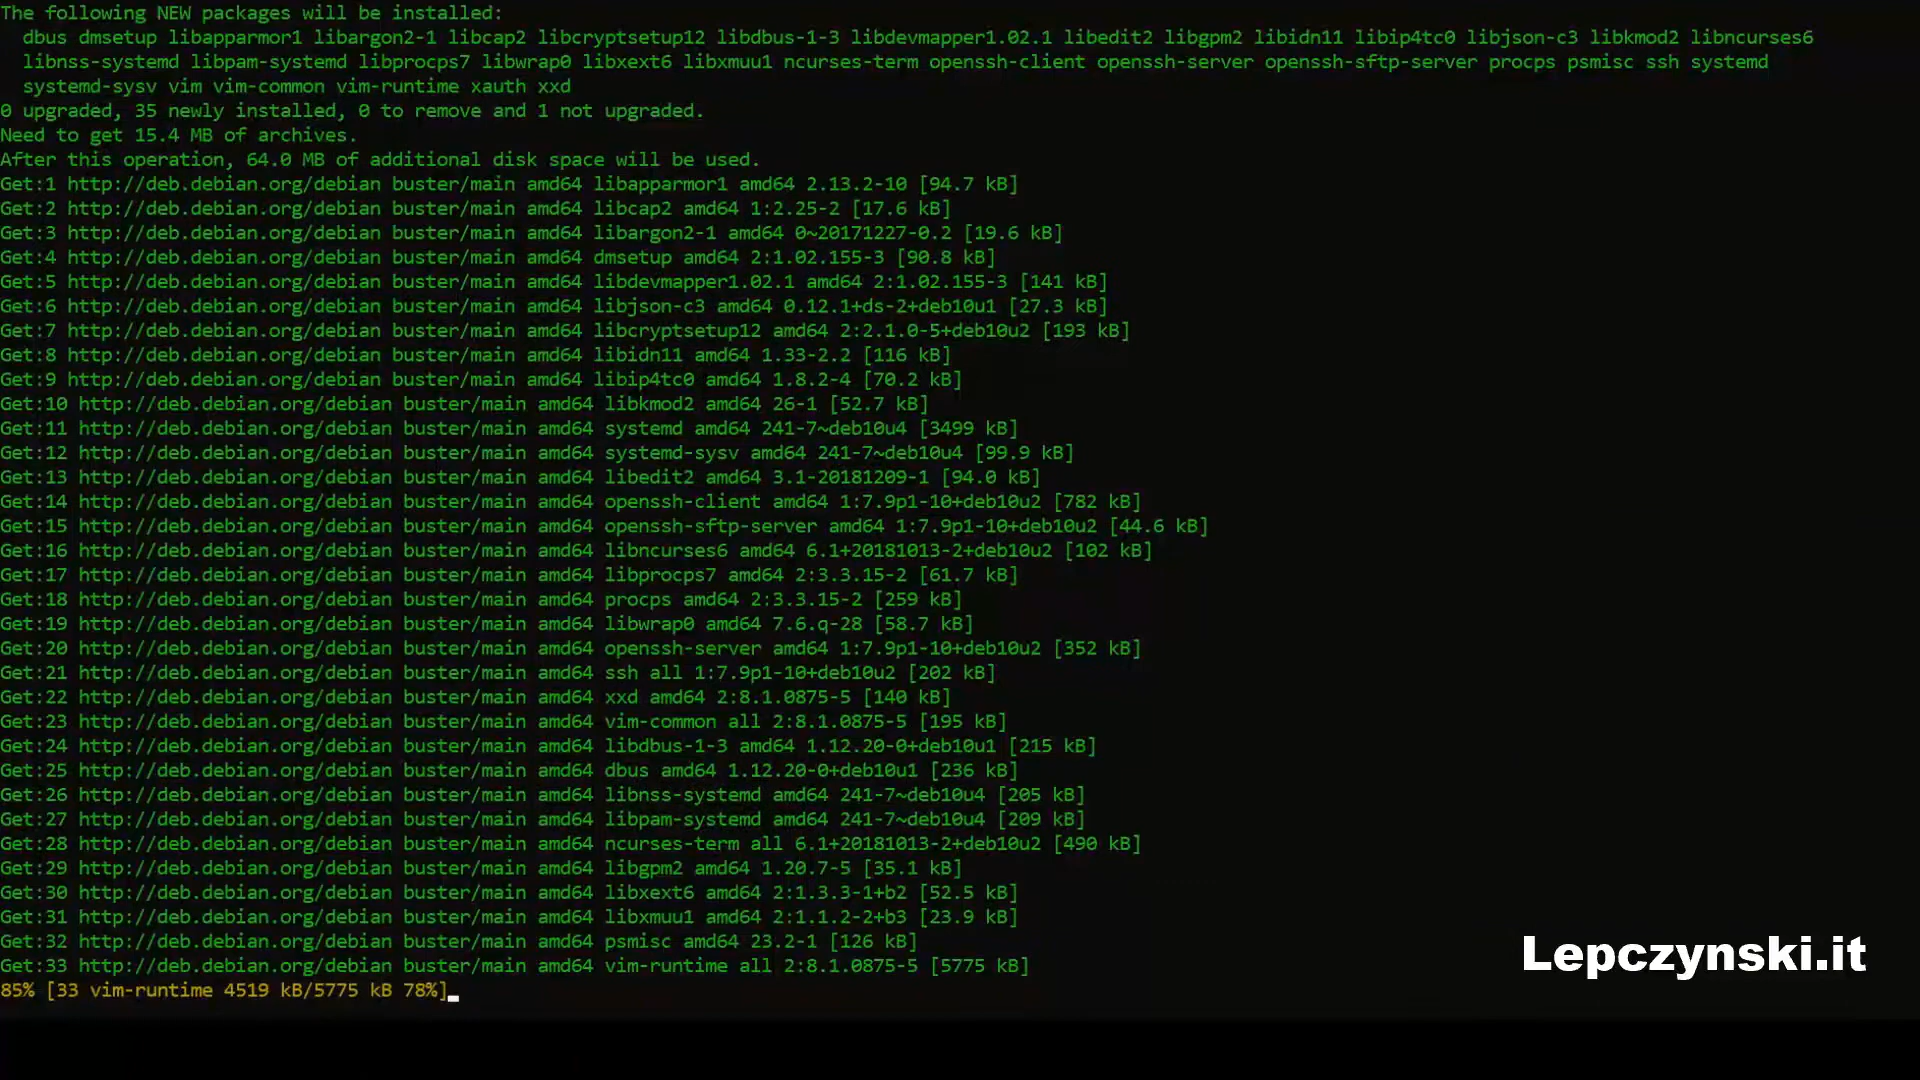 The following NEW packages will be installed:
  dbus dmsetup libapparmor1 libargon2-1 libcap2 libcryptsetup12 libdbus-1-3 libdevmapper1.02.1 libedit2 libgpm2 libidn11 libip4tc0 libjson-c3 libkmod2 libncurses6
  libnss-systemd libpam-systemd libprocps7 libwrap0 libxext6 libxmuu1 ncurses-term openssh-client openssh-server openssh-sftp-server procps psmisc ssh systemd
  systemd-sysv vim vim-common vim-runtime xauth xxd
0 upgraded, 35 newly installed, 0 to remove and 1 not upgraded.
Need to get 15.4 MB of archives.
After this operation, 64.0 MB of additional disk space will be used.
Get:1 http://deb.debian.org/debian buster/main amd64 libapparmor1 amd64 2.13.2-10 [94.7 kB]
Get:2 http://deb.debian.org/debian buster/main amd64 libcap2 amd64 1:2.25-2 [17.6 kB]
Get:3 http://deb.debian.org/debian buster/main amd64 libargon2-1 amd64 0~20171227-0.2 [19.6 kB]
Get:4 http://deb.debian.org/debian buster/main amd64 dmsetup amd64 2:1.02.155-3 [90.8 kB]
Get:5 http://deb.debian.org/debian buster/main amd64 libdevmapper1.02.1 amd64 2:1.02.155-3 [141 kB]
Get:6 http://deb.debian.org/debian buster/main amd64 libjson-c3 amd64 0.12.1+ds-2+deb10u1 [27.3 kB]
Get:7 http://deb.debian.org/debian buster/main amd64 libcryptsetup12 amd64 2:2.1.0-5+deb10u2 [193 kB]
Get:8 http://deb.debian.org/debian buster/main amd64 libidn11 amd64 1.33-2.2 [116 kB]
Get:9 http://deb.debian.org/debian buster/main amd64 libip4tc0 amd64 1.8.2-4 [70.2 kB]
Get:10 http://deb.debian.org/debian buster/main amd64 libkmod2 amd64 26-1 [52.7 kB]
Get:11 http://deb.debian.org/debian buster/main amd64 systemd amd64 241-7~deb10u4 [3499 kB]
Get:12 http://deb.debian.org/debian buster/main amd64 systemd-sysv amd64 241-7~deb10u4 [99.9 kB]
Get:13 http://deb.debian.org/debian buster/main amd64 libedit2 amd64 3.1-20181209-1 [94.0 kB]
Get:14 http://deb.debian.org/debian buster/main amd64 openssh-client amd64 1:7.9p1-10+deb10u2 [782 kB]
Get:15 http://deb.debian.org/debian buster/main amd64 openssh-sftp-server amd64 1:7.9p1-10+deb10u2 [44.6 kB]
Get:16 http://deb.debian.org/debian buster/main amd64 libncurses6 amd64 6.1+20181013-2+deb10u2 [102 kB]
Get:17 http://deb.debian.org/debian buster/main amd64 libprocps7 amd64 2:3.3.15-2 [61.7 kB]
Get:18 http://deb.debian.org/debian buster/main amd64 procps amd64 2:3.3.15-2 [259 kB]
Get:19 http://deb.debian.org/debian buster/main amd64 libwrap0 amd64 7.6.q-28 [58.7 kB]
Get:20 http://deb.debian.org/debian buster/main amd64 openssh-server amd64 1:7.9p1-10+deb10u2 [352 kB]
Get:21 http://deb.debian.org/debian buster/main amd64 ssh all 1:7.9p1-10+deb10u2 [202 kB]
Get:22 http://deb.debian.org/debian buster/main amd64 xxd amd64 2:8.1.0875-5 [140 kB]
Get:23 http://deb.debian.org/debian buster/main amd64 vim-common all 2:8.1.0875-5 [195 kB]
Get:24 http://deb.debian.org/debian buster/main amd64 libdbus-1-3 amd64 1.12.20-0+deb10u1 [215 kB]
Get:25 http://deb.debian.org/debian buster/main amd64 dbus amd64 1.12.20-0+deb10u1 [236 kB]
Get:26 http://deb.debian.org/debian buster/main amd64 libnss-systemd amd64 241-7~deb10u4 [205 kB]
Get:27 http://deb.debian.org/debian buster/main amd64 libpam-systemd amd64 241-7~deb10u4 [209 kB]
Get:28 http://deb.debian.org/debian buster/main amd64 ncurses-term all 6.1+20181013-2+deb10u2 [490 kB]
Get:29 http://deb.debian.org/debian buster/main amd64 libgpm2 amd64 1.20.7-5 [35.1 kB]
Get:30 http://deb.debian.org/debian buster/main amd64 libxext6 amd64 2:1.3.3-1+b2 [52.5 kB]
Get:31 http://deb.debian.org/debian buster/main amd64 libxmuu1 amd64 2:1.1.2-2+b3 [23.9 kB]
Get:32 http://deb.debian.org/debian buster/main amd64 psmisc amd64 23.2-1 [126 kB]
Get:33 http://deb.debian.org/debian buster/main amd64 vim-runtime all 2:8.1.0875-5 [5775 kB]
85% [33 vim-runtime 4519 kB/5775 kB 78%]
Lepczynski.it